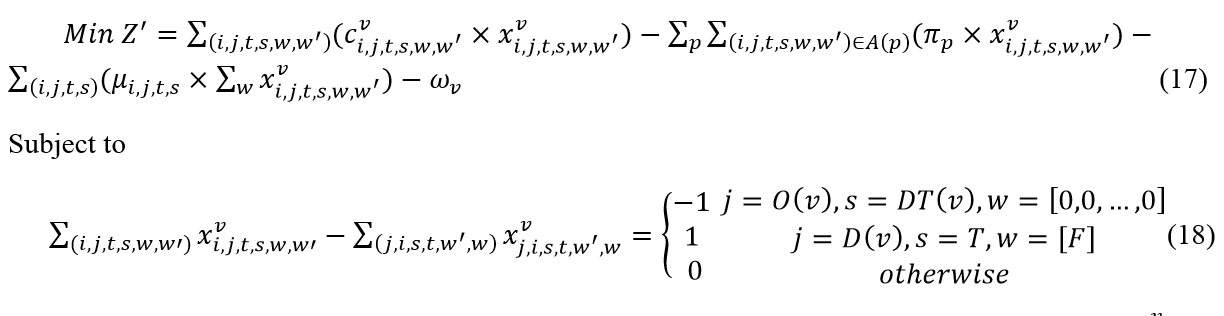 Min Z′ = ∑₍ᵢ,ⱼ,ₜ,ₛ,w,w′₎(c^v_{i,j,t,s,w,w′} × x^v_{i,j,t,s,w,w′}) − ∑_p ∑_{(i,j,t,s,w,w′)∈A(p)}(π_p × x^v_{i,j,t,s,w,w′}) −
∑_{(i,j,t,s)}(μ_{i,j,t,s} × ∑_w x^v_{i,j,t,s,w,w′}) − ω_v (17)
Subject to
∑_{(i,j,t,s,w,w′)} x^v_{i,j,t,s,w,w′} − ∑_{(j,i,s,t,w′,w)} x^v_{j,i,s,t,w′,w} = { −1 j = O(v), s = DT(v), w = [0,0, … ,0]
1 j = D(v), s = T, w = [F] (18)
0 otherwise